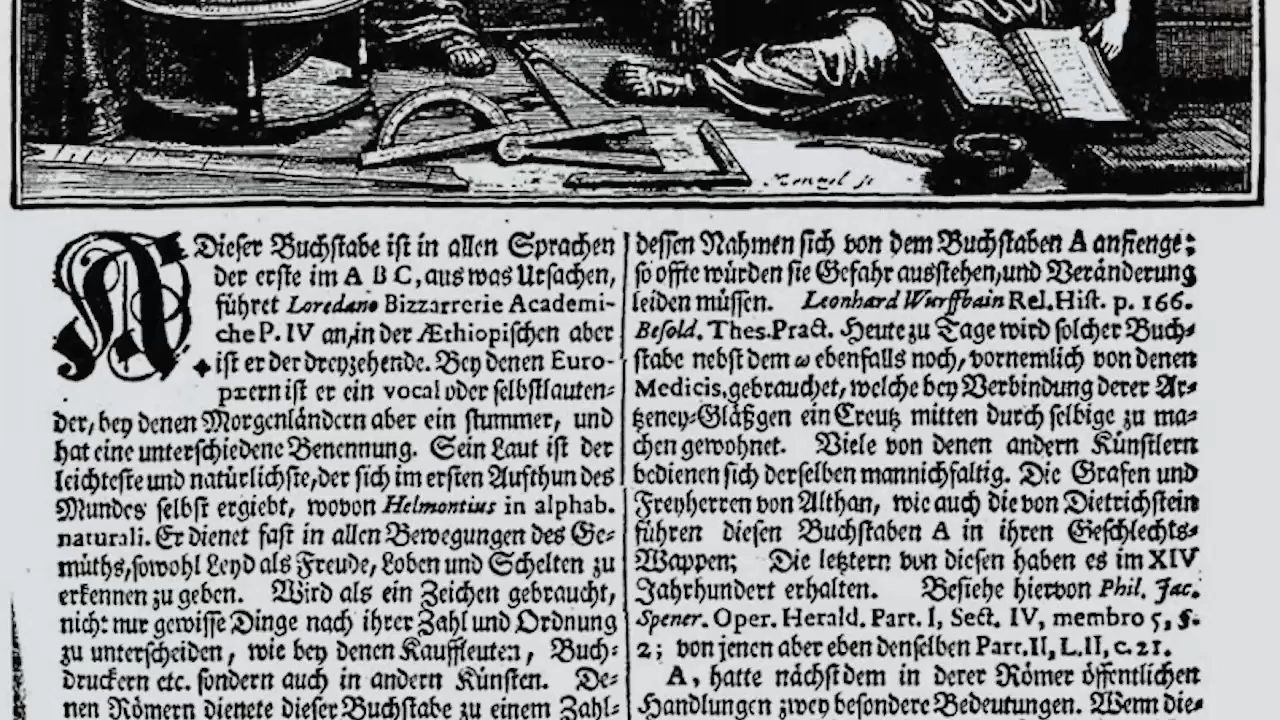 A Dieser Buchstabe ist in allen Sprachen
der erste im A B C, aus was Ursachen,
führet Loredano Bizzarrerie Academi-
che P. IV an, in der Æthiopischen aber
ist er der dreyzehende. Bey denen Euro-
pæern ist er ein vocal oder selbstlauten-
der, bey denen Morgenländern aber ein stummer, und
hat eine unterschiedene Benennung. Sein Laut ist der
leichteste und natürlichste, der sich im ersten Aufthun des
Mundes selbst ergiebt, wovon Helmontius in alphab.
naturali. Er dienet fast in allen Bewegungen des Ge-
müths, sowohl Leyd als Freude, Loben und Schelten zu
erkennen zu geben. Wird als ein Zeichen gebraucht,
nicht nur gewisse Dinge nach ihrer Zahl und Ordnung
zu unterscheiden, wie bey denen Kauffleuten, Buch-
druckern etc. sondern auch in andern Künsten. De-
nen Römern dienete dieser Buchstabe zu einem Zahl-
dessen Nahmen sich von dem Buchstaben A anfienge;
so offte würden sie Gefahr ausstehen, und Veränderung
leiden müssen. Leonhard Wurffbain Rel. Hist. p. 166.
Besold. Thes. Pract. Heute zu Tage wird solcher Buch-
stabe nebst dem ω ebenfalls noch, vornemlich von denen
Medicis, gebrauchet, welche bey Verbindung derer Ar-
tzeney-Gläßgen ein Creutz mitten durch selbige zu ma-
chen gewohnet. Viele von denen andern Künstlern
bedienen sich derselben mannichfaltig. Die Grafen und
Freyherren von Althan, wie auch die von Dietrichstein
führen diesen Buchstaben A in ihren Geschlechts-
Wappen; Die letztern von diesen haben es im XIV
Jahrhundert erhalten. Besiehe hiervon Phil. Jac.
Spener. Oper. Herald. Part. I, Sect. IV, membro 5, §.
2; von jenen aber eben denselben Part. II, L. II, c. 21.
A, hatte nächst dem in derer Römer öffentlichen
Handlungen zwey besondere Bedeutungen. Wenn die-